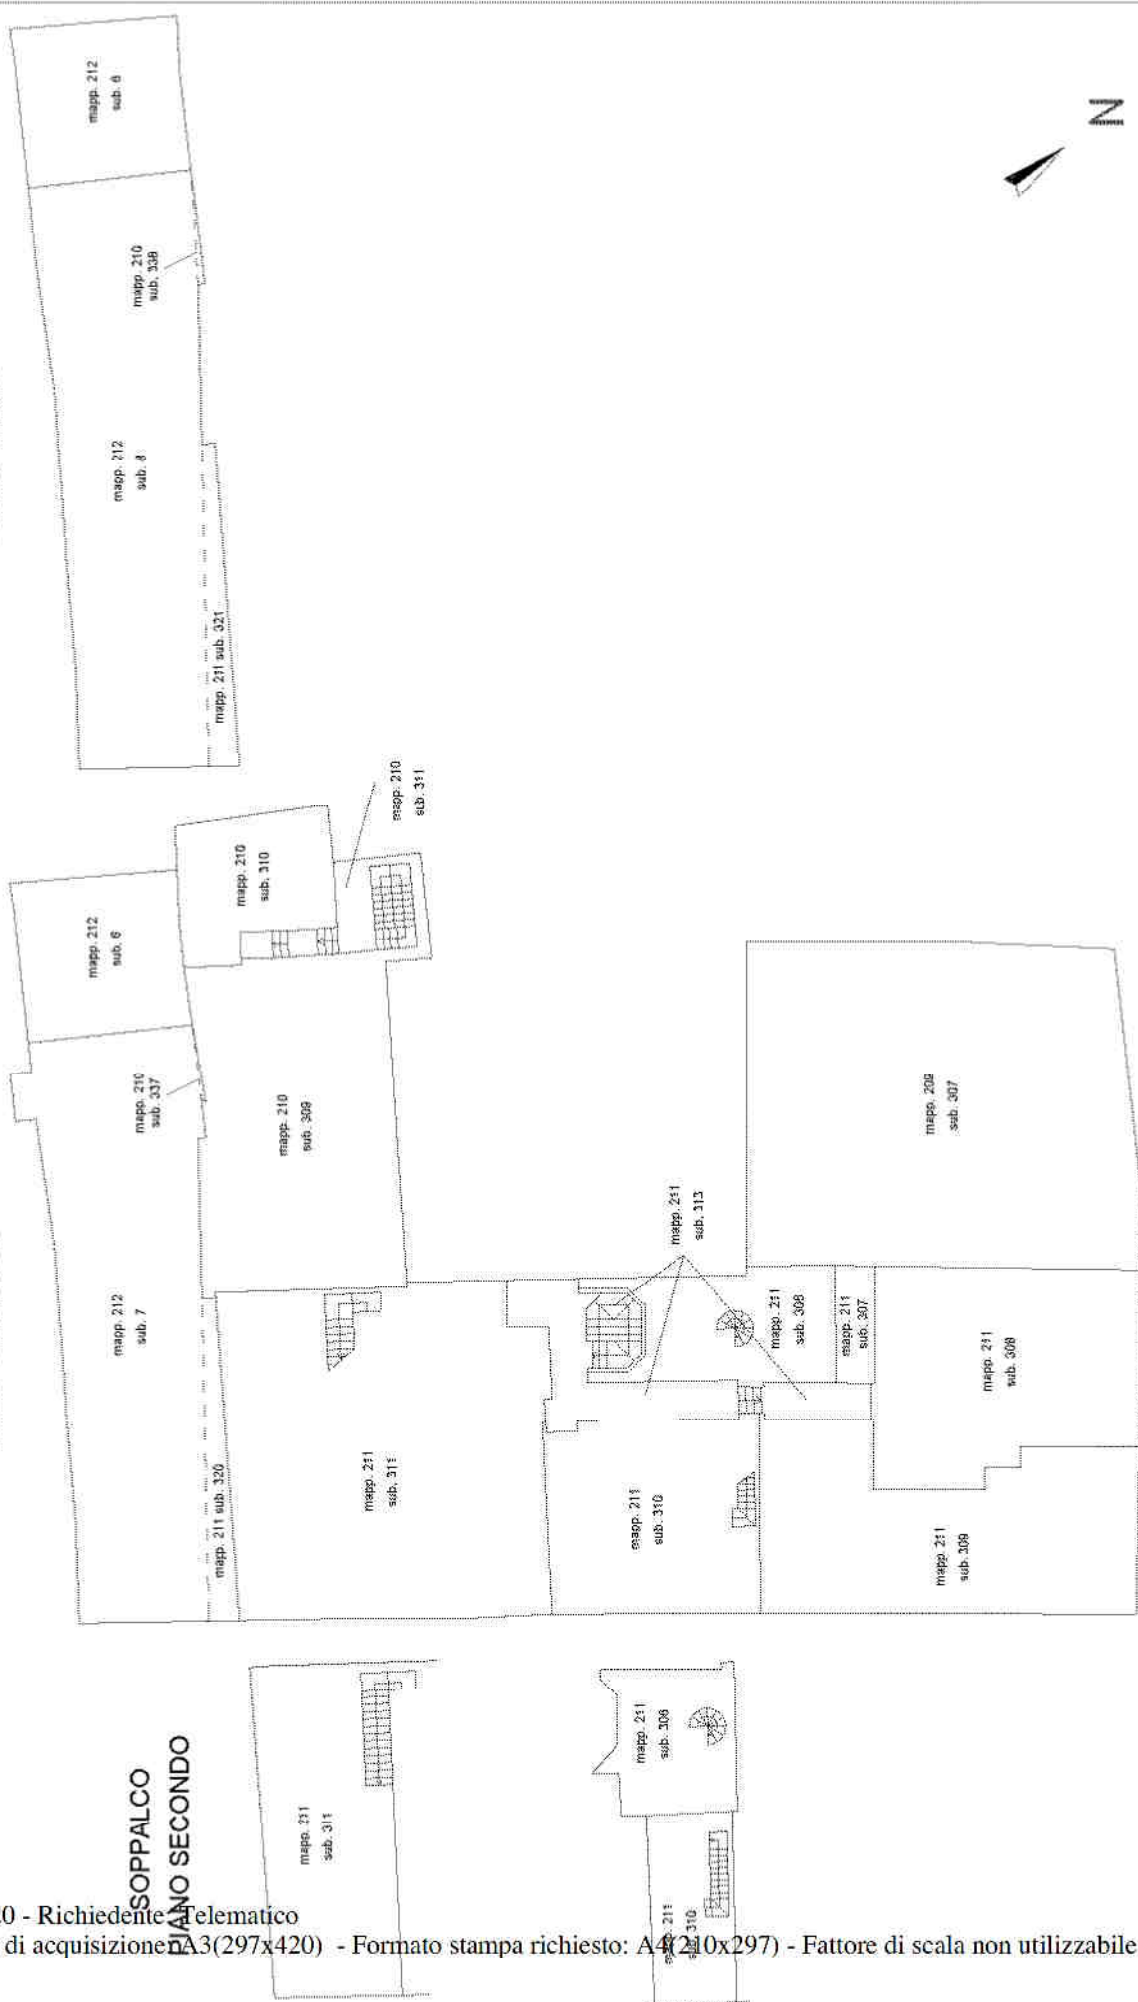 mapp. 212
sub. 6
mapp. 210
sub. 338
mapp. 212
sub. 8
mapp. 211 sub. 321
N
mapp. 210
sub. 311
mapp. 210
sub. 310
mapp. 212
sub. 6
mapp. 210
sub. 337
mapp. 210
sub. 309
mapp. 209
sub. 307
mapp. 212
sub. 7
mapp. 211
sub. 313
mapp. 211
sub. 306
mapp. 211
sub. 307
mapp. 211
sub. 308
mapp. 211 sub. 320
mapp. 211
sub. 311
mapp. 211
sub. 310
mapp. 211
sub. 309
SOPPALCO
PIANO SECONDO
mapp. 211
sub. 311
mapp. 211
sub. 306
mapp. 211
sub. 310
0 - Richiedente: Telematico
di acquisizione: A3(297x420) - Formato stampa richiesto: A4(210x297) - Fattore di scala non utilizzabile